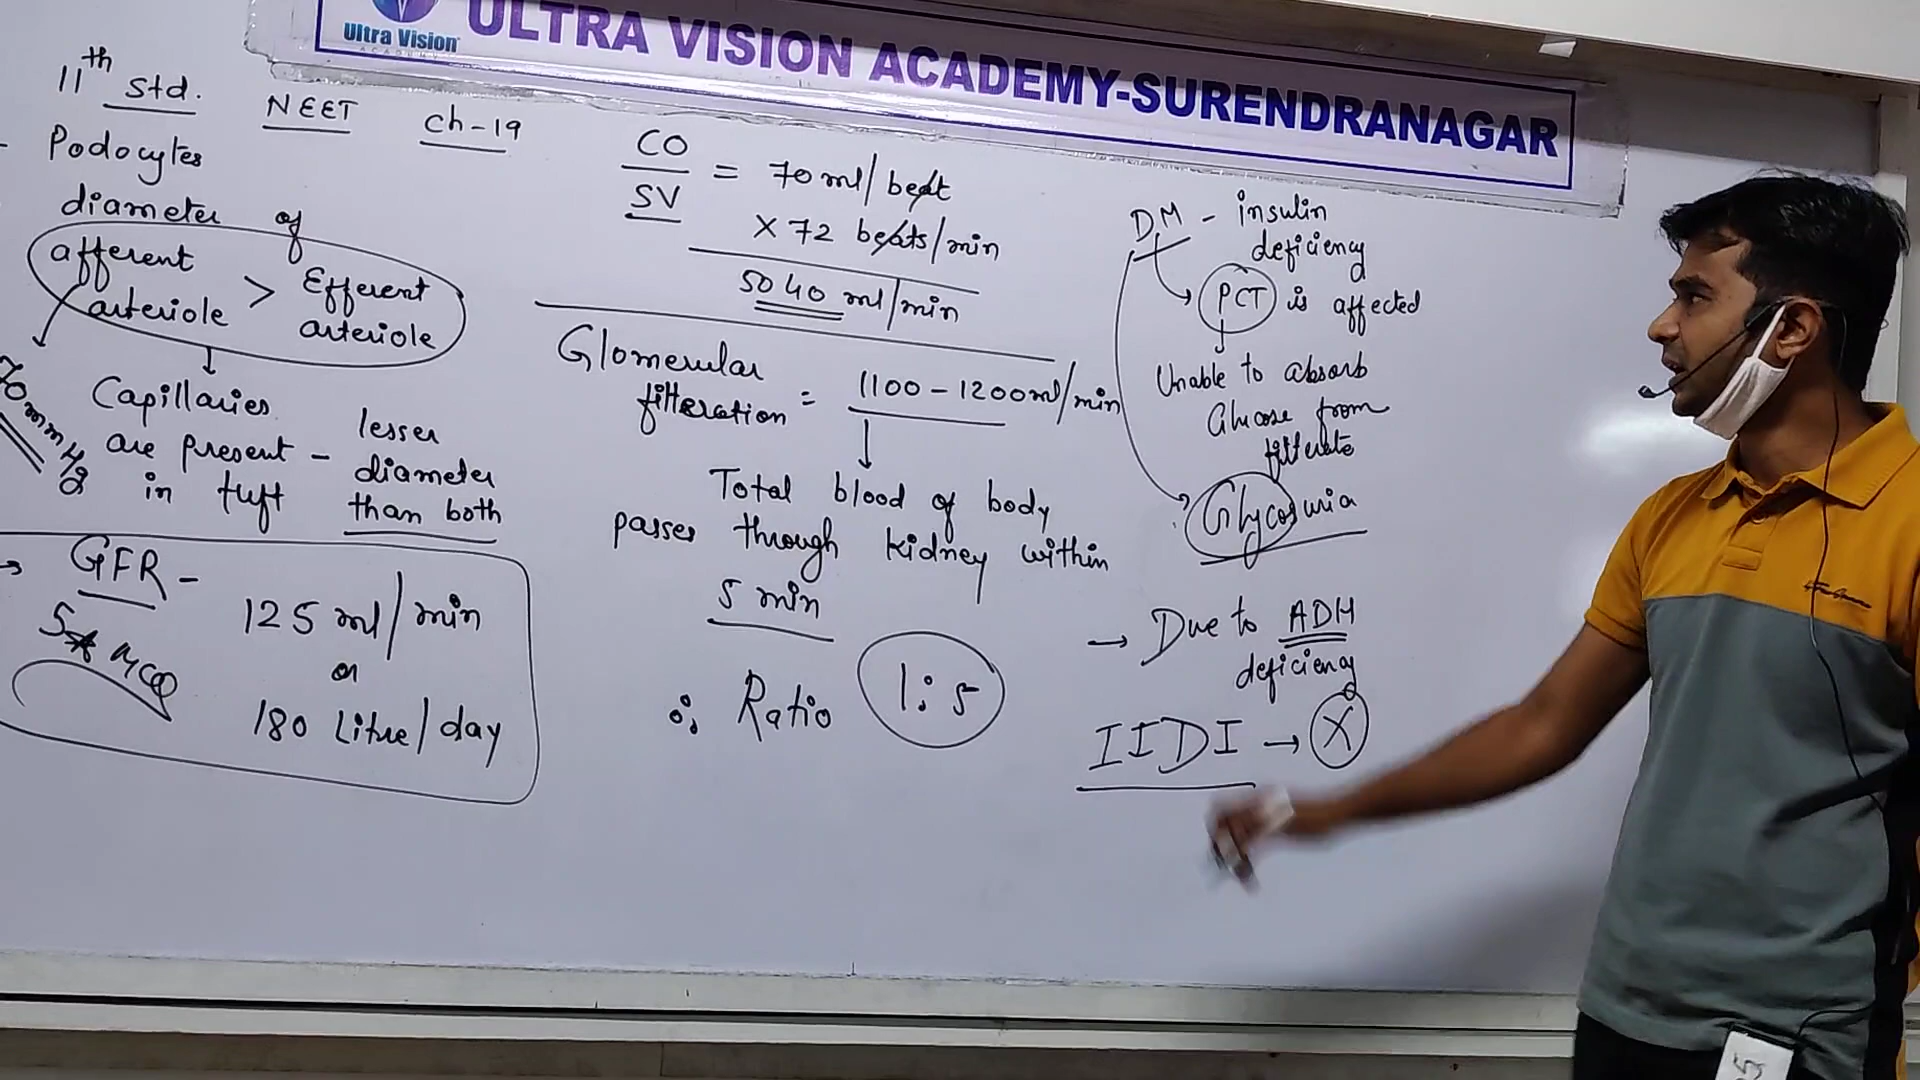 Ultra Vision
ACADEMY
ULTRA VISION ACADEMY-SURENDRANAGAR
11th std. NEET Ch-19
- Podocytes
diameter of
afferent arteriole > Efferent arteriole
70mmHg
Capillaries
are present - lesser
in tuft diameter
than both
→ GFR -
125 ml/min
or
180 Litre/day
5* MCQ
CO/SV = 70 ml/beat
X 72 beats/min
5040 ml/min
Glomerular
filteration = 1100-1200ml/min
Total blood of body
passes through kidney within
5 min
∴ Ratio 1:5
DM - insulin
deficiency
PCT is affected
Unable to absorb
Glucose from
filterate
Glycosuria
→ Due to ADH
deficiency
IIDI → X
5